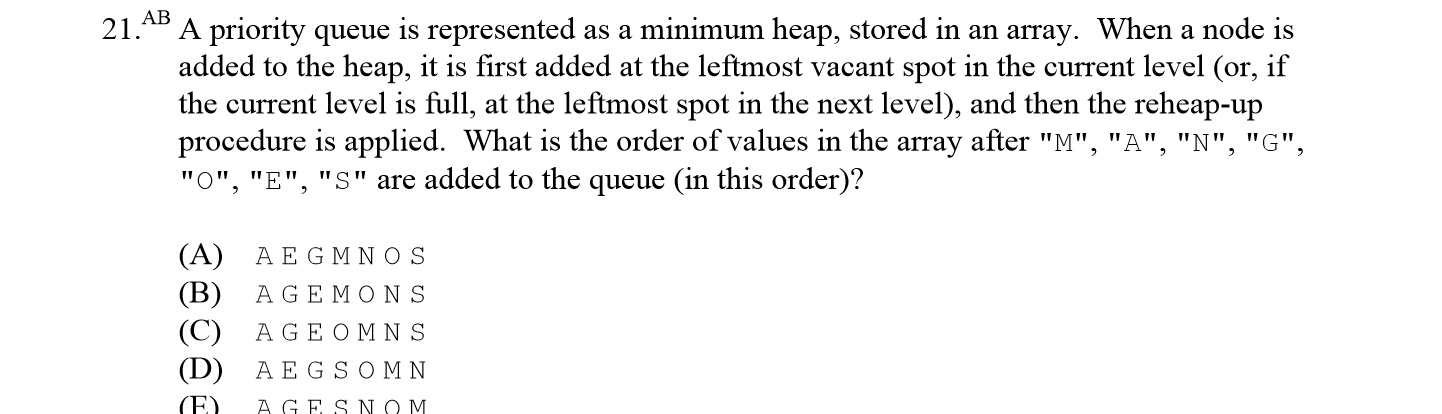 21.AB A priority queue is represented as a minimum heap, stored in an array. When a node is
added to the heap, it is first added at the leftmost vacant spot in the current level (or, if
the current level is full, at the leftmost spot in the next level), and then the reheap-up
procedure is applied. What is the order of values in the array after "M", "A", "N", "G",
"O", "E", "S" are added to the queue (in this order)?
(A) A E G M N O S
(B) A G E M O N S
(C) A G E O M N S
(D) A E G S O M N
(E) A G E S N O M